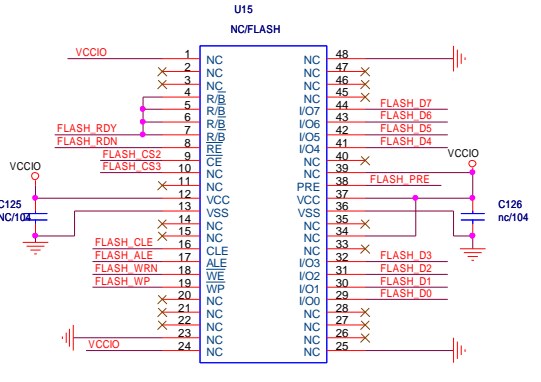 U15
NC/FLASH
VCCIO 1 NC NC 48
2 NC NC 47
3 NC NC 46
4 R/B NC 45
5 R/B I/O7 44 FLASH_D7
6 R/B I/O6 43 FLASH_D6
FLASH_RDY 7 R/B I/O5 42 FLASH_D5
FLASH_RDN 8 RE I/O4 41 FLASH_D4
FLASH_CS2 9 CE NC 40
FLASH_CS3 10 NC NC 39 VCCIO
VCCIO 11 NC PRE 38 FLASH_PRE
12 VCC VCC 37
C125 13 VSS VSS 36 C126
NC/104 14 NC NC 35 nc/104
15 NC NC 34
FLASH_CLE 16 CLE NC 33
FLASH_ALE 17 ALE I/O3 32 FLASH_D3
FLASH_WRN 18 WE I/O2 31 FLASH_D2
FLASH_WP 19 WP I/O1 30 FLASH_D1
20 NC I/O0 29 FLASH_D0
21 NC NC 28
22 NC NC 27
23 NC NC 26
VCCIO 24 NC NC 25